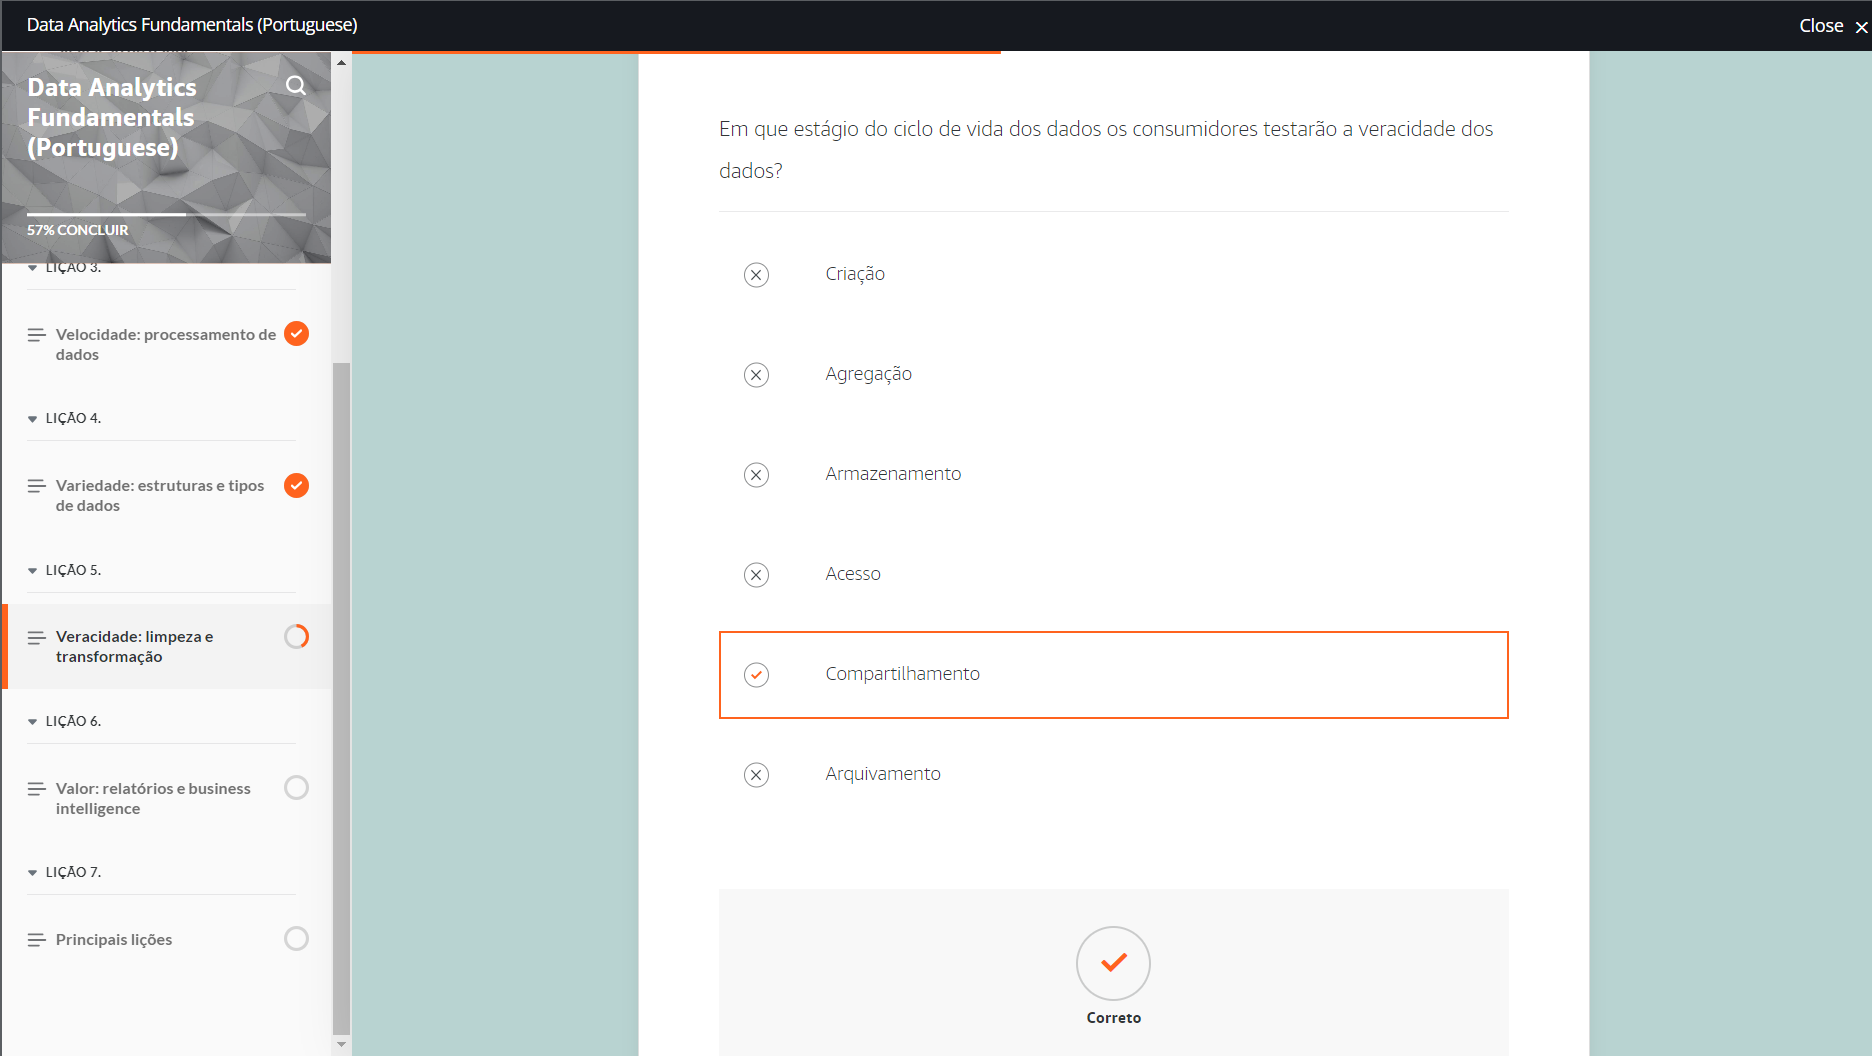 Data Analytics Fundamentals (Portuguese)
Close
Data Analytics
Fundamentals
(Portuguese)
57% CONCLUIR
LIÇÃO 3.
Velocidade: processamento de
dados
LIÇÃO 4.
Variedade: estruturas e tipos
de dados
LIÇÃO 5.
Veracidade: limpeza e
transformação
LIÇÃO 6.
Valor: relatórios e business
intelligence
LIÇÃO 7.
Principais lições
Em que estágio do ciclo de vida dos dados os consumidores testarão a veracidade dos
dados?
Criação
Agregação
Armazenamento
Acesso
Compartilhamento
Arquivamento
Correto